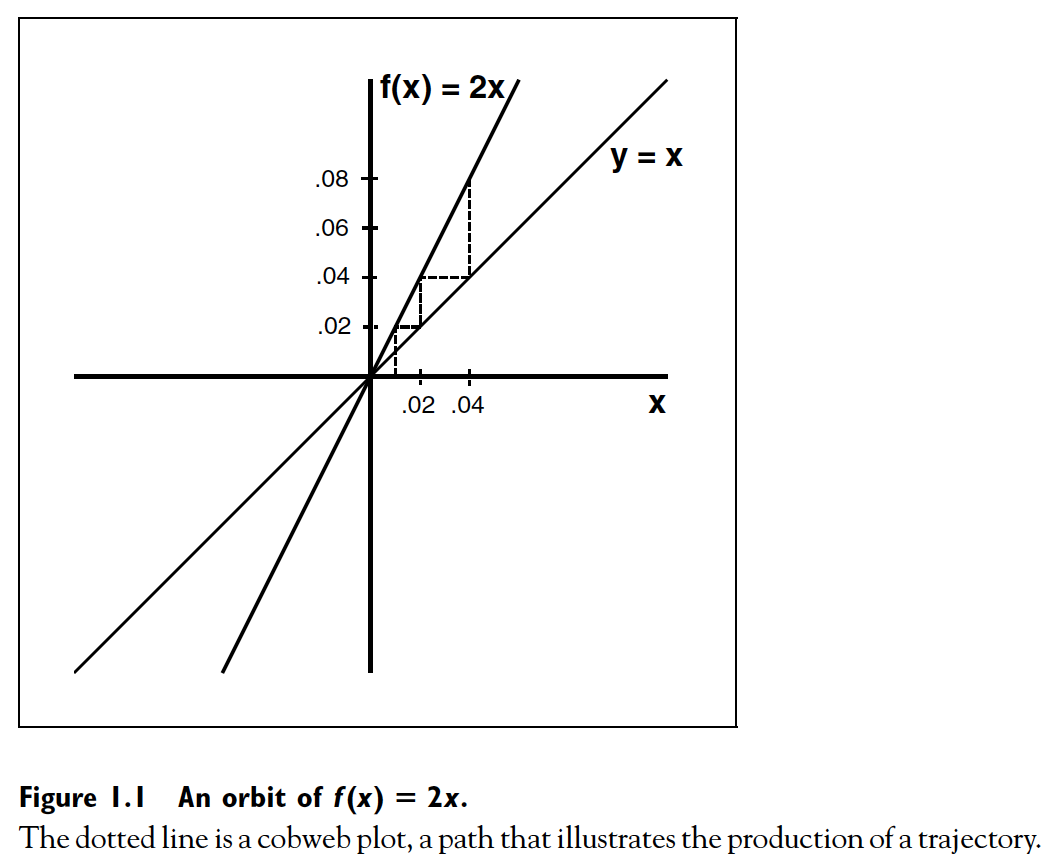 f(x) = 2x
y = x
.08
.06
.04
.02
.02 .04
x
Figure 1.1 An orbit of f(x) = 2x.
The dotted line is a cobweb plot, a path that illustrates the production of a trajectory.